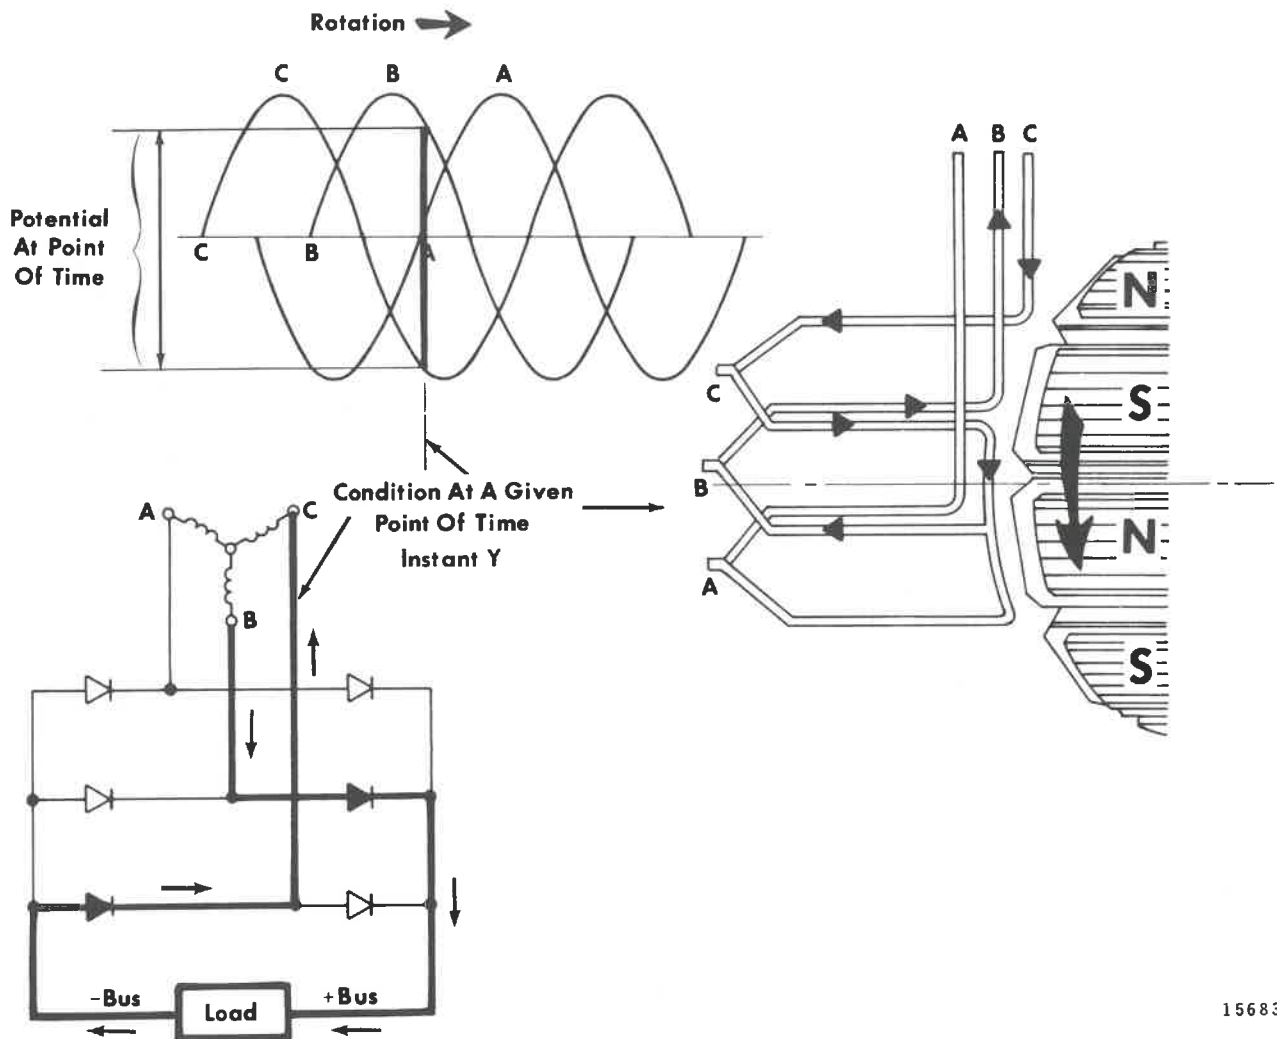 Rotation
C B A
Potential
At Point
Of Time
C B A
A B C
N
S
N
S
C
B
A
Condition At A Given
Point Of Time
Instant Y
A C
B
-Bus
Load
+Bus
15683